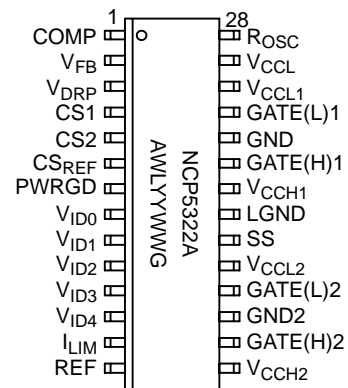 1 28
COMP ROSC
VFB VCCL
VDRP VCCL1
CS1 GATE(L)1
CS2 GND
CSREF GATE(H)1
PWRGD VCCH1
VID0 LGND
VID1 SS
VID2 VCCL2
VID3 GATE(L)2
VID4 GND2
ILIM GATE(H)2
REF VCCH2
NCP5322A
AWLYYWWG